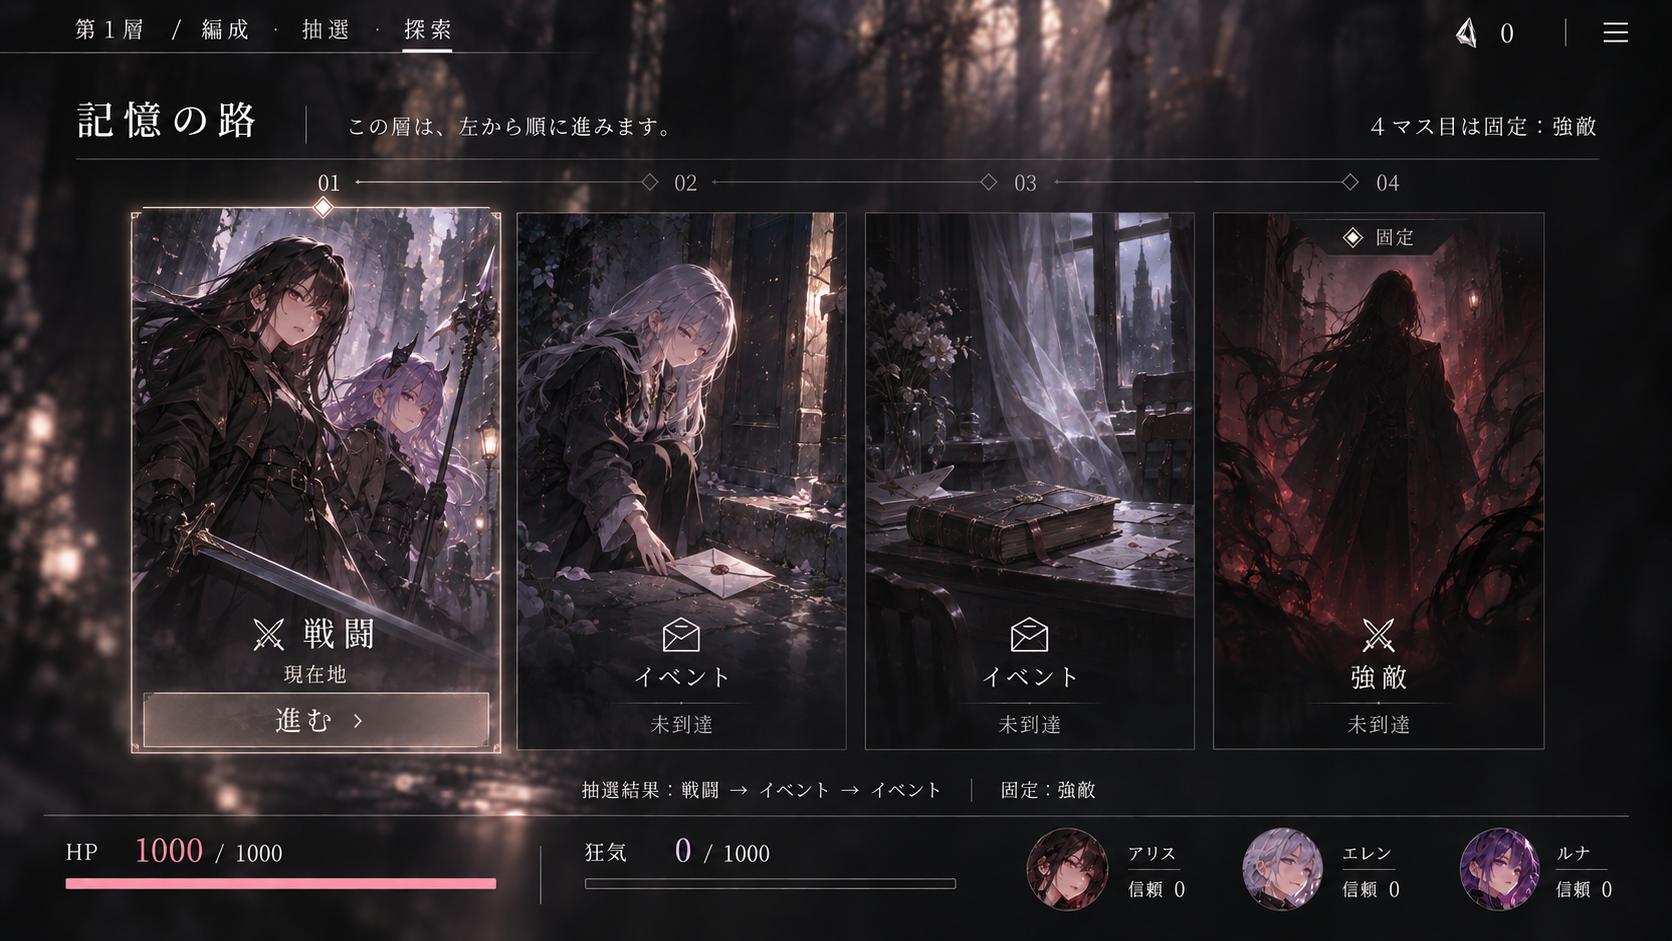 第1層 / 編成 · 抽選 · 探索
0
記憶の路
この層は、左から順に進みます。
4マス目は固定：強敵
01
02
03
04
固定
戦闘
現在地
進む >
イベント
未到達
イベント
未到達
強敵
未到達
抽選結果：戦闘 → イベント → イベント
固定：強敵
HP 1000 / 1000
狂気 0 / 1000
アリス
信頼 0
エレン
信頼 0
ルナ
信頼 0